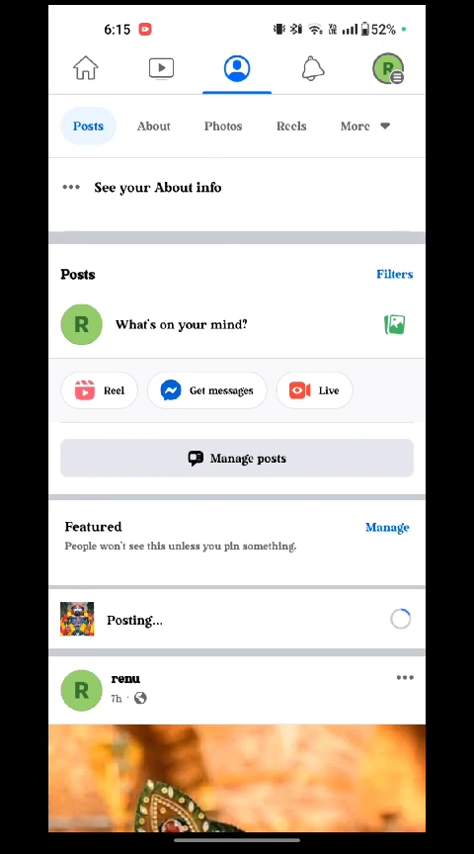 6:15 52%
Posts About Photos Reels More
See your About info
Posts Filters
R What's on your mind?
Reel Get messages Live
Manage posts
Featured Manage
People won't see this unless you pin something.
Posting...
R renu
7h ·